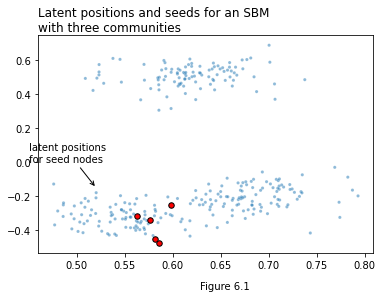 Latent positions and seeds for an SBM
with three communities
0.6
0.4
0.2
latent positions
0.0
for seed nodes
−0.2
−0.4
0.50 0.55 0.60 0.65 0.70 0.75 0.80
Figure 6.1